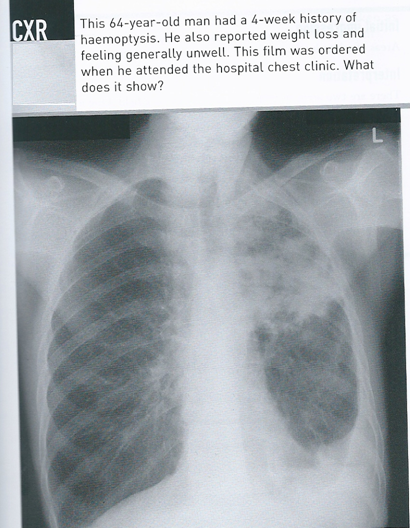 CXR
This 64-year-old man had a 4-week history of
haemoptysis. He also reported weight loss and
feeling generally unwell. This film was ordered
when he attended the hospital chest clinic. What
does it show?
L